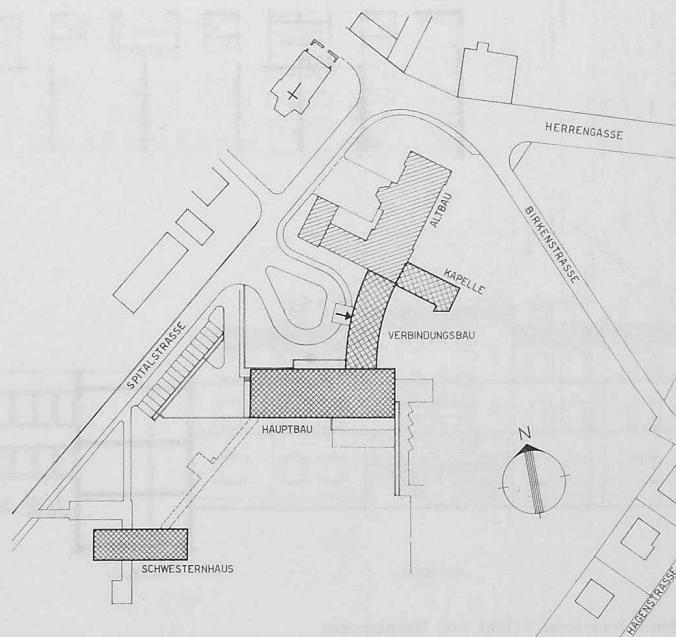 HERRENGASSE
ALTBAU
BIRKENSTRASSE
KAPELLE
VERBINDUNGSBAU
SPITALSTRASSE
HAUPTBAU
N
SCHWESTERNHAUS
HAGENSTRASSE